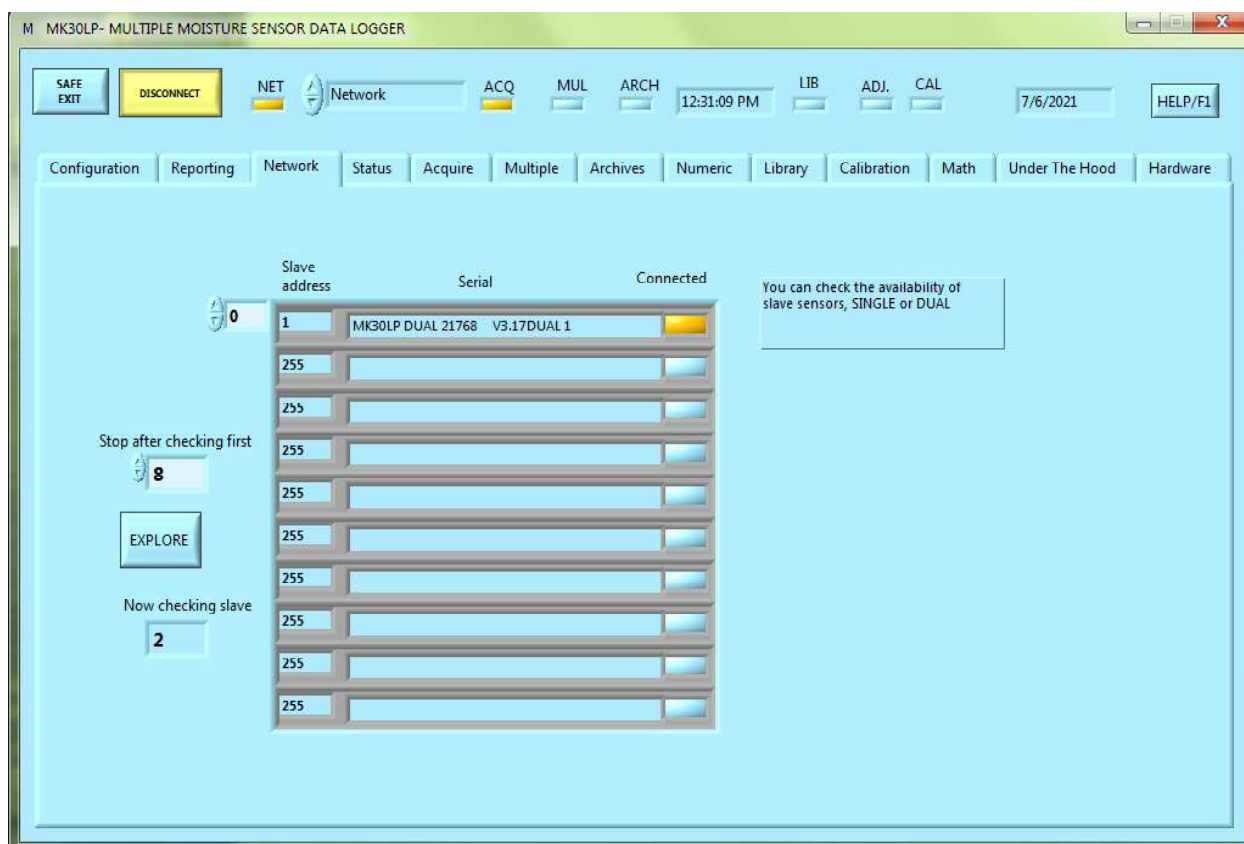 M MK30LP- MULTIPLE MOISTURE SENSOR DATA LOGGER
X
SAFE
EXIT
DISCONNECT
NET
Network
ACQ
MUL
ARCH
12:31:09 PM
LIB
ADJ.
CAL
7/6/2021
HELP/F1
Configuration
Reporting
Network
Status
Acquire
Multiple
Archives
Numeric
Library
Calibration
Math
Under The Hood
Hardware
Slave
address
Serial
Connected
You can check the availability of
slave sensors, SINGLE or DUAL
0
1
MK30LP DUAL 21768 V3.17DUAL 1
255
255
Stop after checking first
8
255
255
EXPLORE
255
255
Now checking slave
2
255
255
255